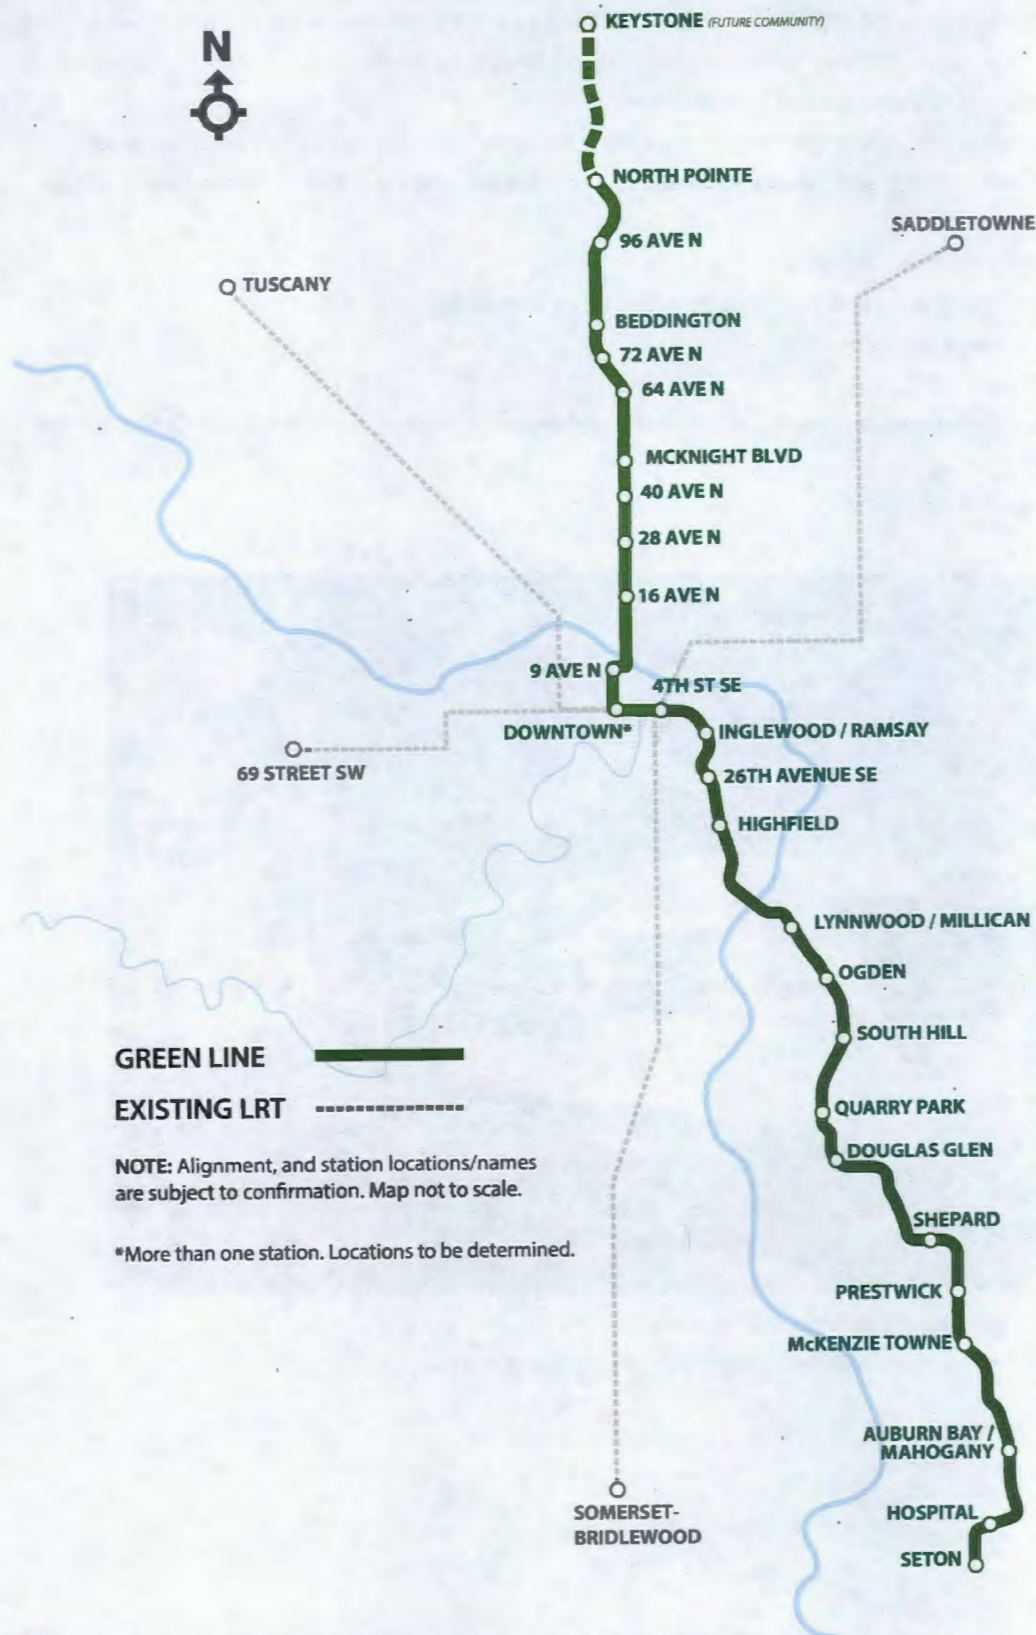 KEYSTONE (FUTURE COMMUNITY)
N
NORTH POINTE
SADDLETOWNE
96 AVE N
TUSCANY
BEDDINGTON
72 AVE N
64 AVE N
MCKNIGHT BLVD
40 AVE N
28 AVE N
16 AVE N
9 AVE N
4TH ST SE
DOWNTOWN*
INGLEWOOD / RAMSAY
69 STREET SW
26TH AVENUE SE
HIGHFIELD
LYNNWOOD / MILLICAN
OGDEN
SOUTH HILL
GREEN LINE
EXISTING LRT
QUARRY PARK
DOUGLAS GLEN
NOTE: Alignment, and station locations/names
are subject to confirmation. Map not to scale.
SHEPARD
*More than one station. Locations to be determined.
PRESTWICK
McKENZIE TOWNE
AUBURN BAY /
MAHOGANY
SOMERSET-
BRIDLEWOOD
HOSPITAL
SETON